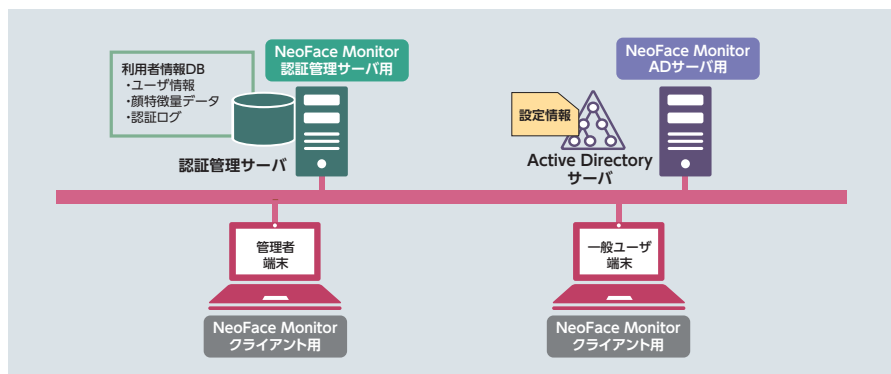 利用者情報DB
・ユーザ情報
・顔特徴量データ
・認証ログ
NeoFace Monitor
認証管理サーバ用
認証管理サーバ
設定情報
Active Directory
サーバ
NeoFace Monitor
ADサーバ用
管理者
端末
NeoFace Monitor
クライアント用
一般ユーザ
端末
NeoFace Monitor
クライアント用